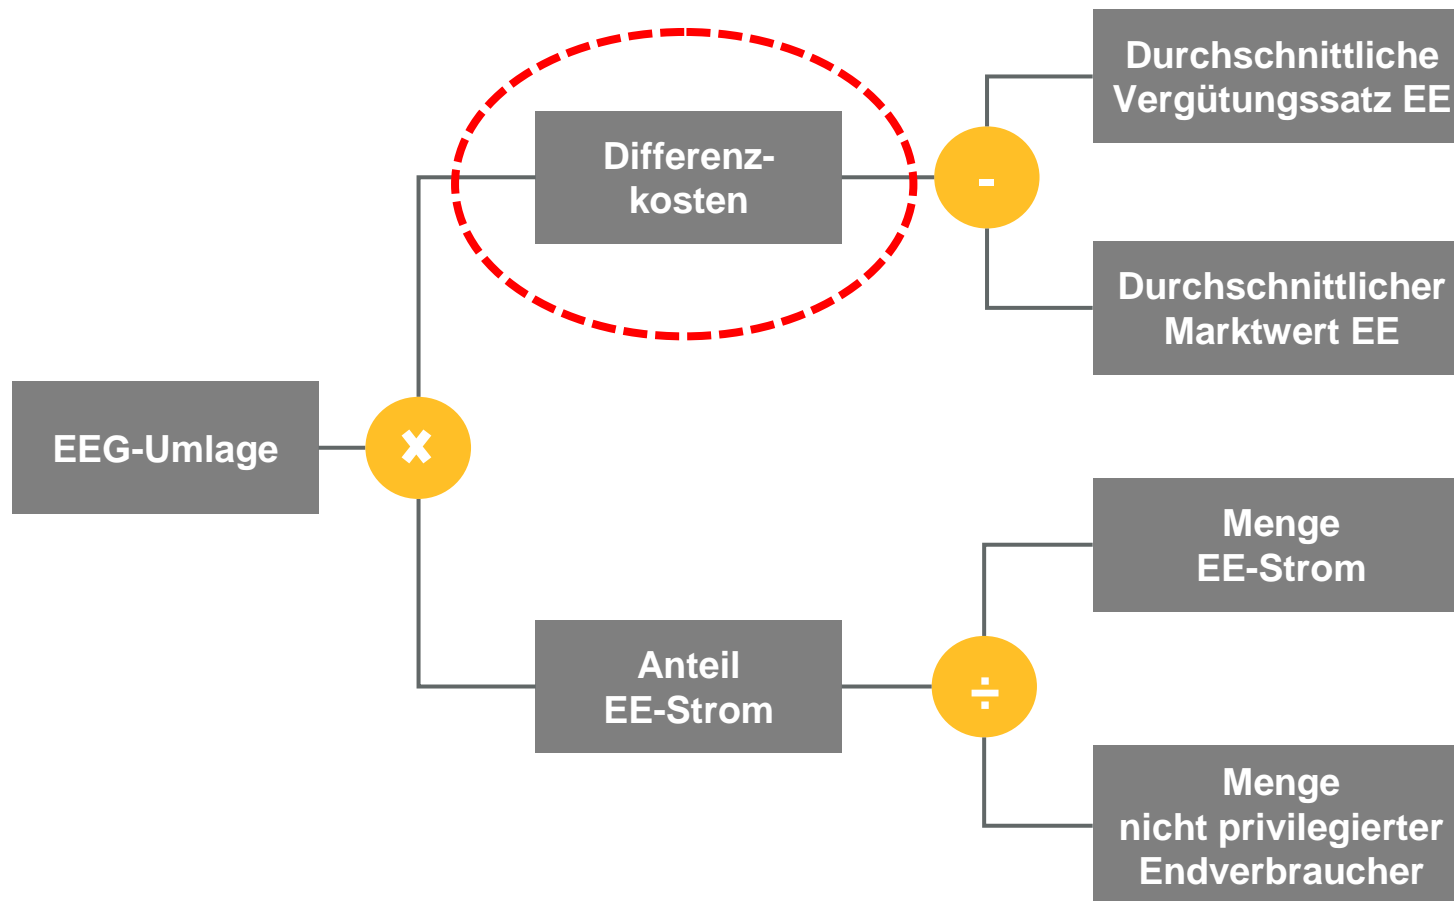 Durchschnittliche
Vergütungssatz EE
Differenz-
kosten
-
Durchschnittlicher
Marktwert EE
EEG-Umlage
×
Menge
EE-Strom
Anteil
EE-Strom
÷
Menge
nicht privilegierter
Endverbraucher